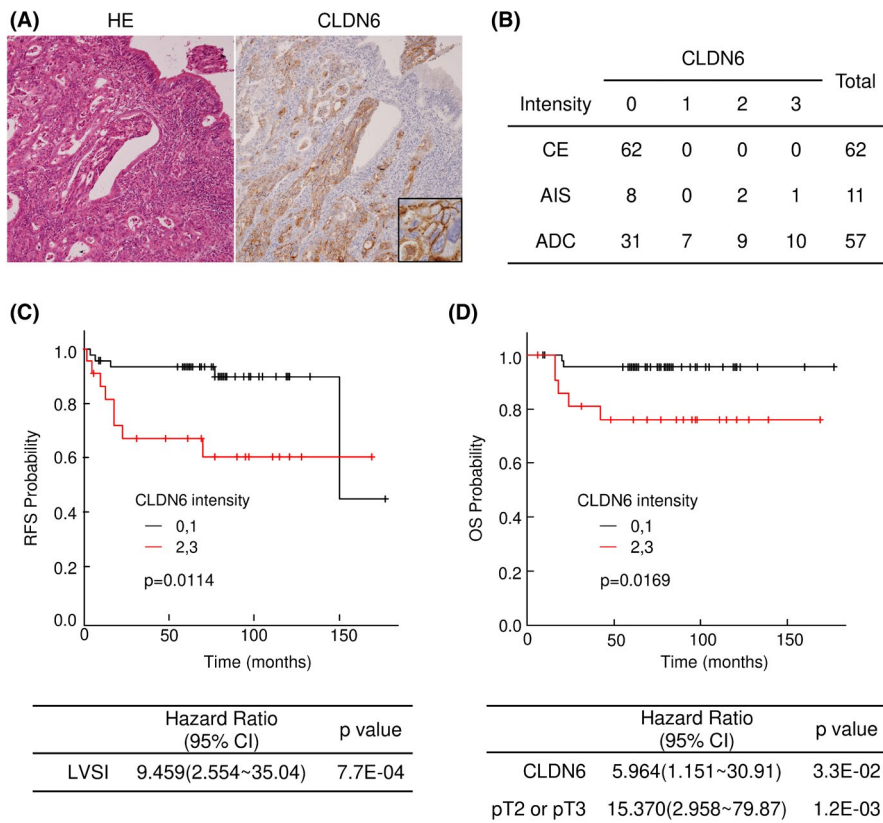 (A)
HE
CLDN6
(B)
CLDN6
Total
Intensity 0 1 2 3
CE 62 0 0 0 62
AIS 8 0 2 1 11
ADC 31 7 9 10 57
(C)
1.0
0.8
0.6
0.4
0.2
0.0
RFS Probability
CLDN6 intensity
0,1
2,3
p=0.0114
0 50 100 150
Time (months)
Hazard Ratio
(95% CI)
p value
LVSI 9.459(2.554~35.04) 7.7E-04
(D)
1.0
0.8
0.6
0.4
0.2
0.0
OS Probability
CLDN6 intensity
0,1
2,3
p=0.0169
0 50 100 150
Time (months)
Hazard Ratio
(95% CI)
p value
CLDN6 5.964(1.151~30.91) 3.3E-02
pT2 or pT3 15.370(2.958~79.87) 1.2E-03